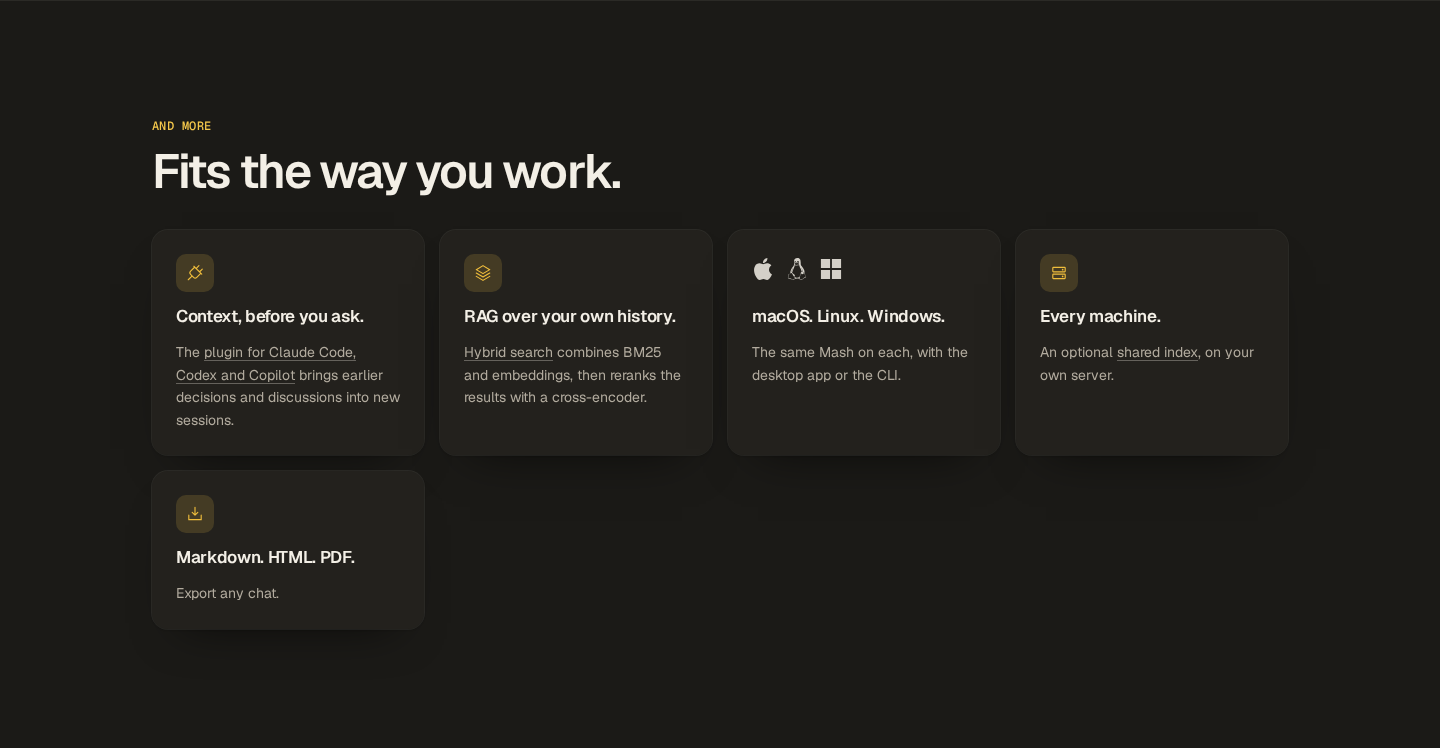 AND MORE
Fits the way you work.
Context, before you ask.
The plugin for Claude Code,
Codex and Copilot brings earlier
decisions and discussions into new
sessions.
RAG over your own history.
Hybrid search combines BM25
and embeddings, then reranks the
results with a cross-encoder.
macOS. Linux. Windows.
The same Mash on each, with the
desktop app or the CLI.
Every machine.
An optional shared index, on your
own server.
Markdown. HTML. PDF.
Export any chat.